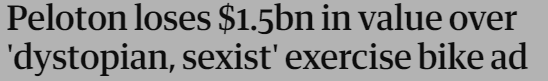 Peloton loses $1.5bn in value over
'dystopian, sexist' exercise bike ad